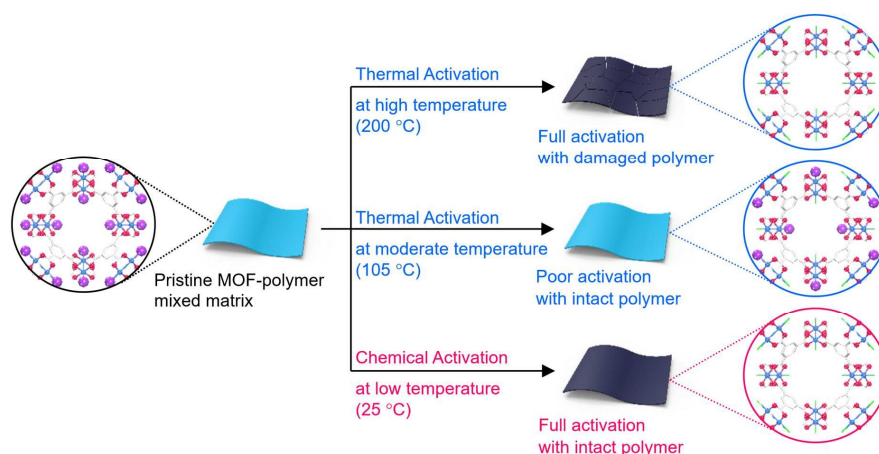 Thermal Activation
at high temperature
(200 °C)
Full activation
with damaged polymer
Pristine MOF-polymer
mixed matrix
Thermal Activation
at moderate temperature
(105 °C)
Poor activation
with intact polymer
Chemical Activation
at low temperature
(25 °C)
Full activation
with intact polymer